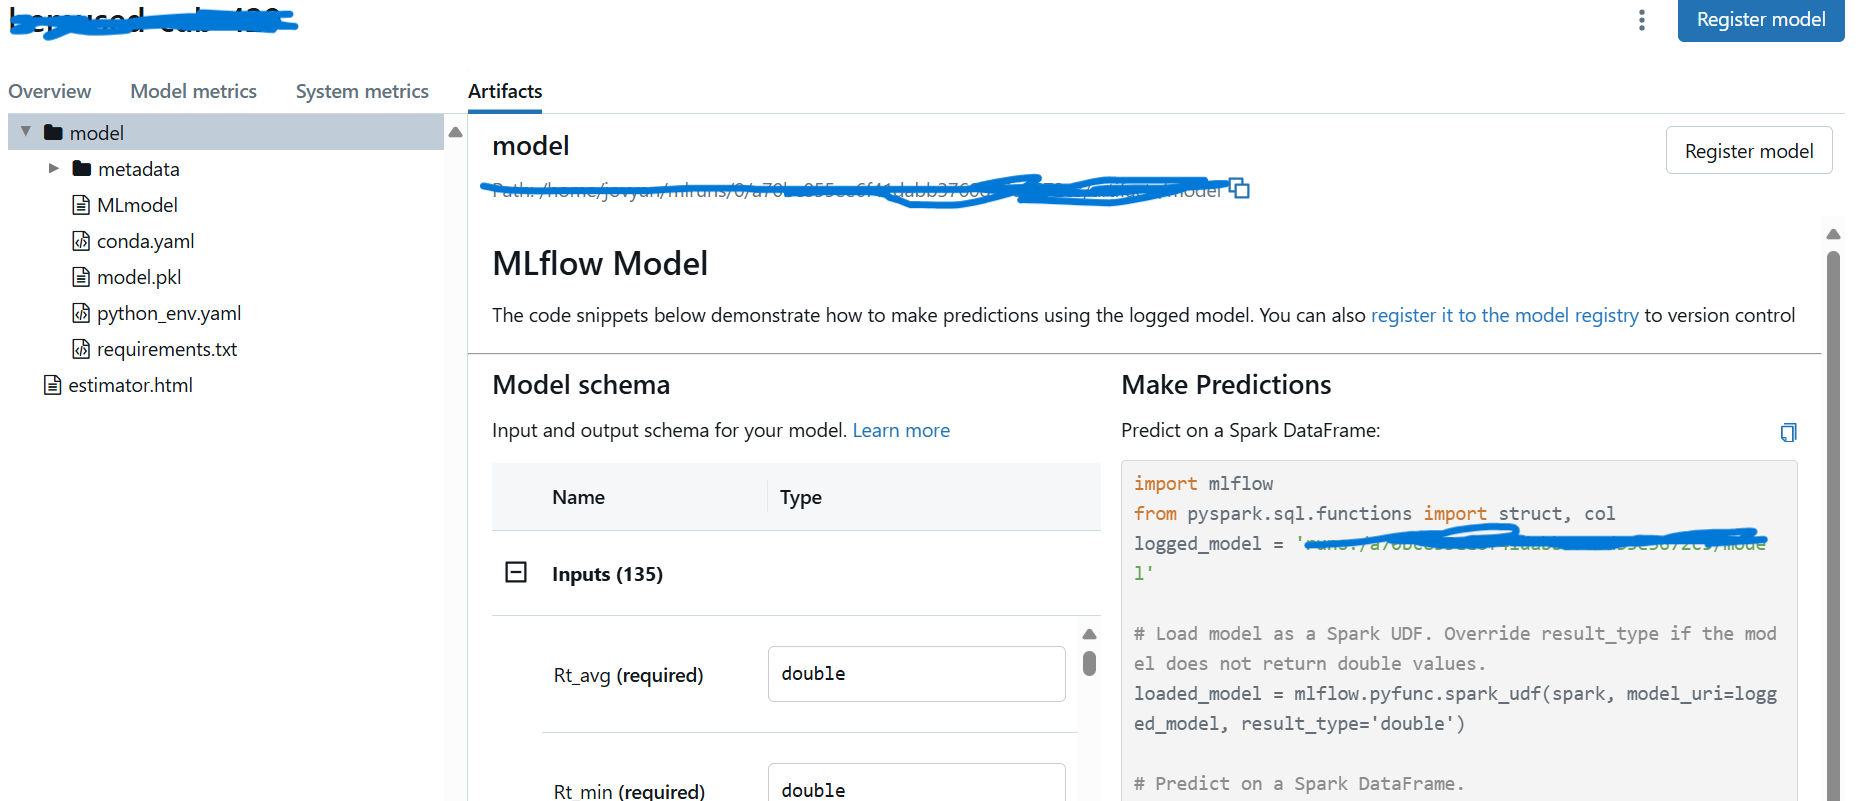 Register model
Overview Model metrics System metrics Artifacts
model
metadata
MLmodel
conda.yaml
model.pkl
python_env.yaml
requirements.txt
estimator.html
model
Register model
MLflow Model
The code snippets below demonstrate how to make predictions using the logged model. You can also register it to the model registry to version control
Model schema
Input and output schema for your model. Learn more
Name Type
Inputs (135)
Rt_avg (required) double
Rt_min (required) double
Make Predictions
Predict on a Spark DataFrame:
import mlflow
from pyspark.sql.functions import struct, col
logged_model = '
l'
# Load model as a Spark UDF. Override result_type if the mod
el does not return double values.
loaded_model = mlflow.pyfunc.spark_udf(spark, model_uri=logg
ed_model, result_type='double')
# Predict on a Spark DataFrame.